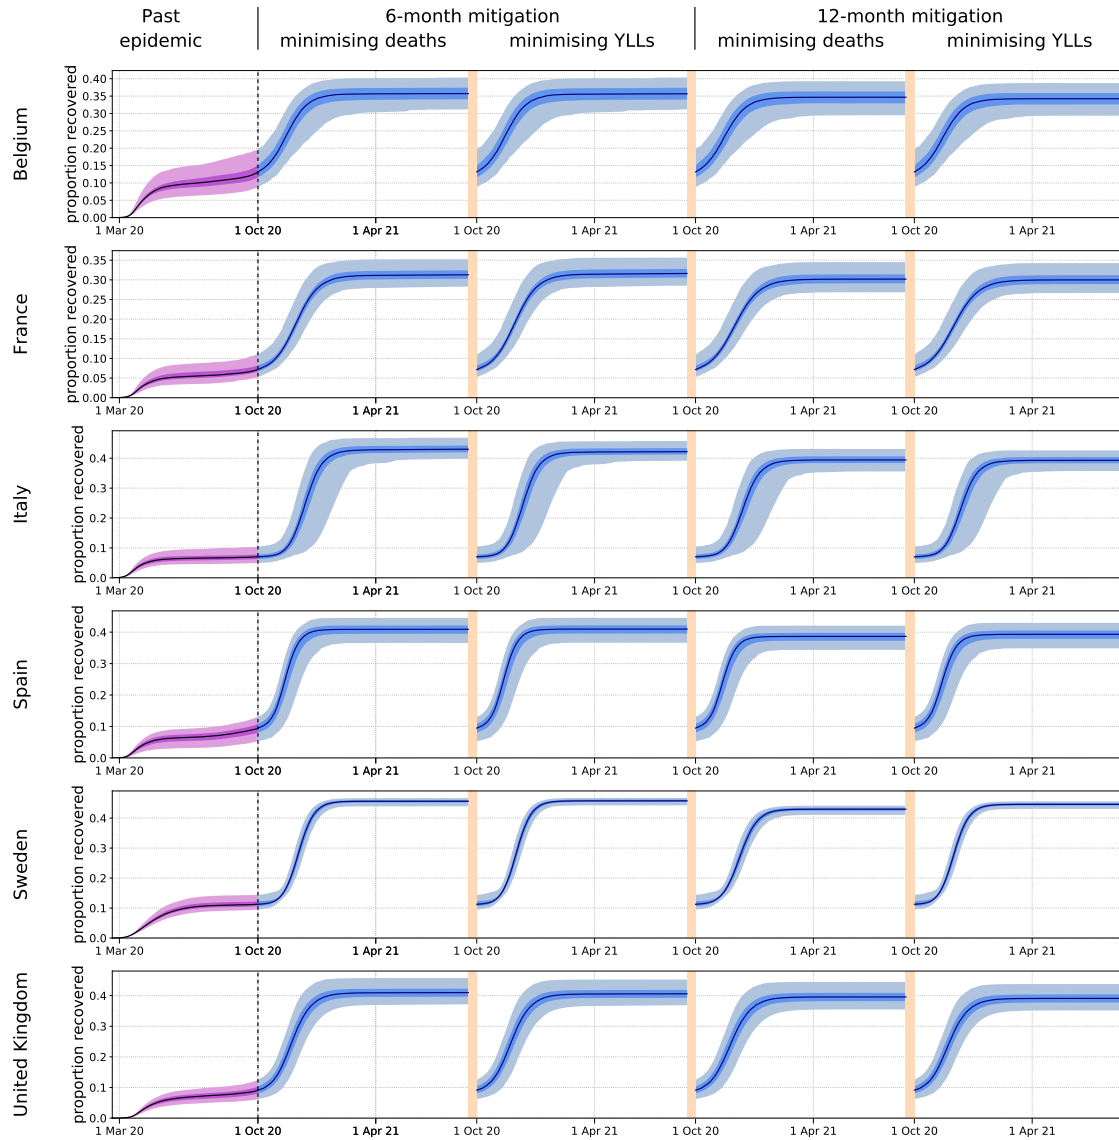 Past 6-month mitigation 12-month mitigation
epidemic minimising deaths minimising YLLs minimising deaths minimising YLLs
Belgium
proportion recovered
0.40
0.35
0.30
0.25
0.20
0.15
0.10
0.05
0.00
1 Mar 20 1 Oct 20 1 Apr 21 1 Oct 20 1 Apr 21 1 Oct 20 1 Apr 21 1 Oct 20 1 Apr 21
France
proportion recovered
0.35
0.30
0.25
0.20
0.15
0.10
0.05
0.00
1 Mar 20 1 Oct 20 1 Apr 21 1 Oct 20 1 Apr 21 1 Oct 20 1 Apr 21 1 Oct 20 1 Apr 21
Italy
proportion recovered
0.4
0.3
0.2
0.1
0.0
1 Mar 20 1 Oct 20 1 Apr 21 1 Oct 20 1 Apr 21 1 Oct 20 1 Apr 21 1 Oct 20 1 Apr 21
Spain
proportion recovered
0.4
0.3
0.2
0.1
0.0
1 Mar 20 1 Oct 20 1 Apr 21 1 Oct 20 1 Apr 21 1 Oct 20 1 Apr 21 1 Oct 20 1 Apr 21
Sweden
proportion recovered
0.4
0.3
0.2
0.1
0.0
1 Mar 20 1 Oct 20 1 Apr 21 1 Oct 20 1 Apr 21 1 Oct 20 1 Apr 21 1 Oct 20 1 Apr 21
United Kingdom
proportion recovered
0.4
0.3
0.2
0.1
0.0
1 Mar 20 1 Oct 20 1 Apr 21 1 Oct 20 1 Apr 21 1 Oct 20 1 Apr 21 1 Oct 20 1 Apr 21